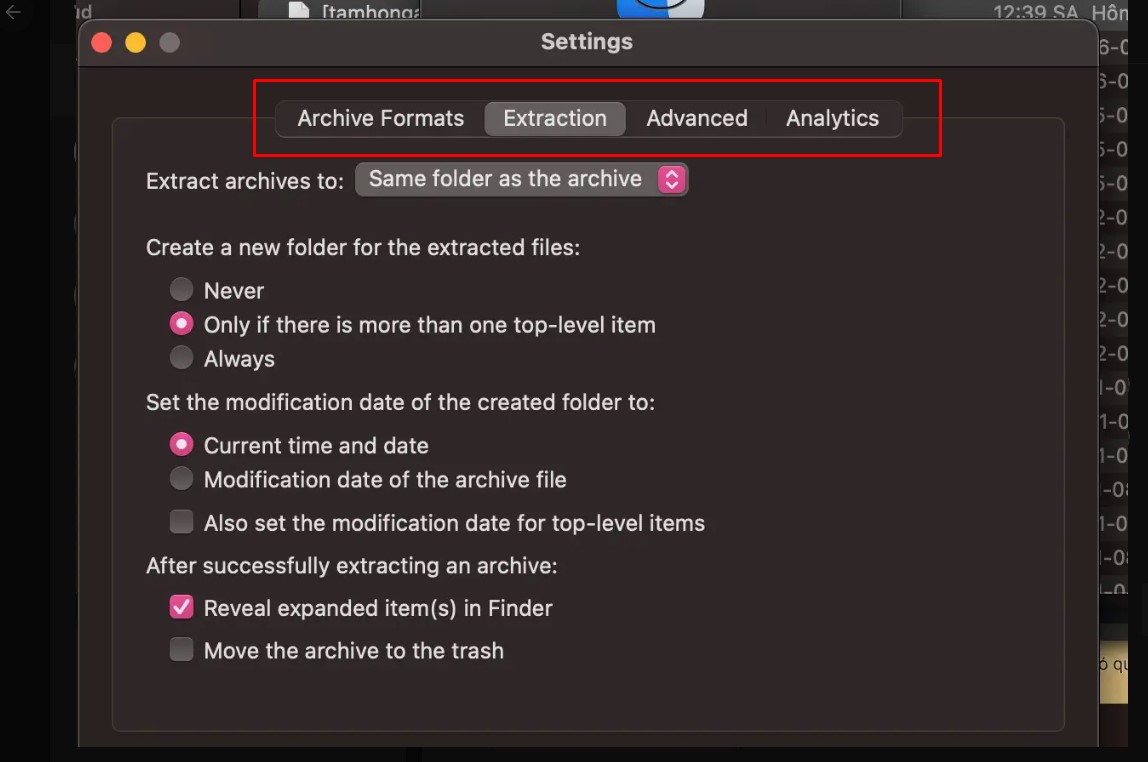 [tamhong
12:39 SA Hôm
Settings
Archive Formats Extraction Advanced Analytics
Extract archives to: Same folder as the archive
Create a new folder for the extracted files:
Never
Only if there is more than one top-level item
Always
Set the modification date of the created folder to:
Current time and date
Modification date of the archive file
Also set the modification date for top-level items
After successfully extracting an archive:
Reveal expanded item(s) in Finder
Move the archive to the trash